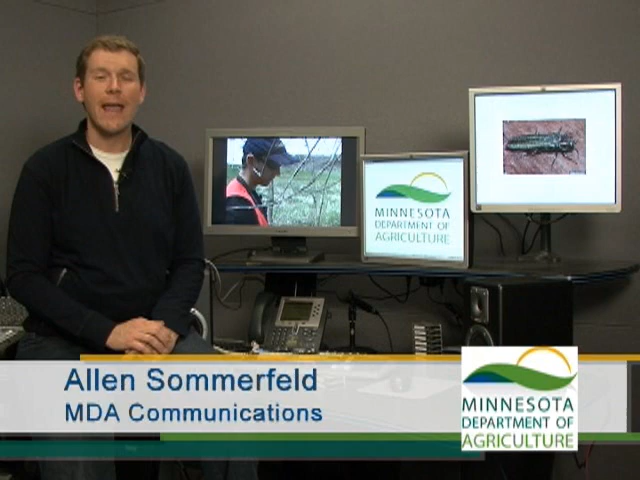 MINNESOTA
DEPARTMENT OF
AGRICULTURE
Allen Sommerfeld
MDA Communications
MINNESOTA
DEPARTMENT OF
AGRICULTURE